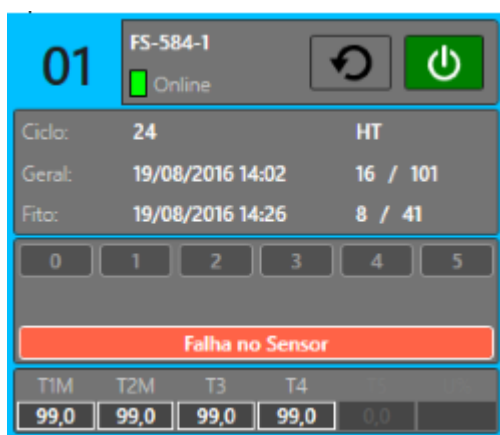 01 FS-584-1
Online
Ciclo: 24 HT
Geral: 19/08/2016 14:02 16 / 101
Fito: 19/08/2016 14:26 8 / 41
0 1 2 3 4 5
Falha no Sensor
T1M T2M T3 T4
99,0 99,0 99,0 99,0 0,0